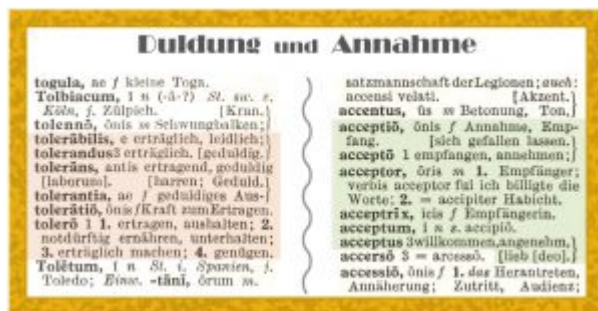 Duldung und Annahme
togula, ae f kleine Toga.
Tolbiacum, ī n (-ā-?) St. sw. v.
Köln, j. Zülpich. [Kran.}
tolennō, ōnis m Schwungbalken;}
tolerābilis, e erträglich, leidlich;}
tolerandus 3 erträglich. [geduldig.}
tolerāns, antis ertragend, geduldig
[laborum]. [harren; Geduld.}
tolerantia, ae f geduldiges Aus-}
tolerātiō, ōnis f Kraft zum Ertragen.
tolerō 1 1. ertragen, aushalten; 2.
notdürftig ernähren, unterhalten;
3. erträglich machen; 4. genügen.
Tolētum, ī n St. i. Spanien, j.
Toledo; Einw. -tānī, ōrum m.
satzmannschaft der Legionen; auch:
accensi velati. [Akzent.}
accentus, ūs m Betonung, Ton,}
acceptiō, ōnis f Annahme, Emp-
fang. [sich gefallen lassen.}
acceptō 1 empfangen, annehmen;}
acceptor, ōris m 1. Empfänger;
verbis acceptor fui ich billigte die
Worte; 2. = accipiter Habicht.
acceptrīx, īcis f Empfängerin.
acceptum, ī n s. accipiō.
acceptus 3 willkommen, angenehm,}
accersō 3 = arcessō. [lieb [deo].}
accessiō, ōnis f 1. das Herantreten,
Annäherung; Zutritt, Audienz;